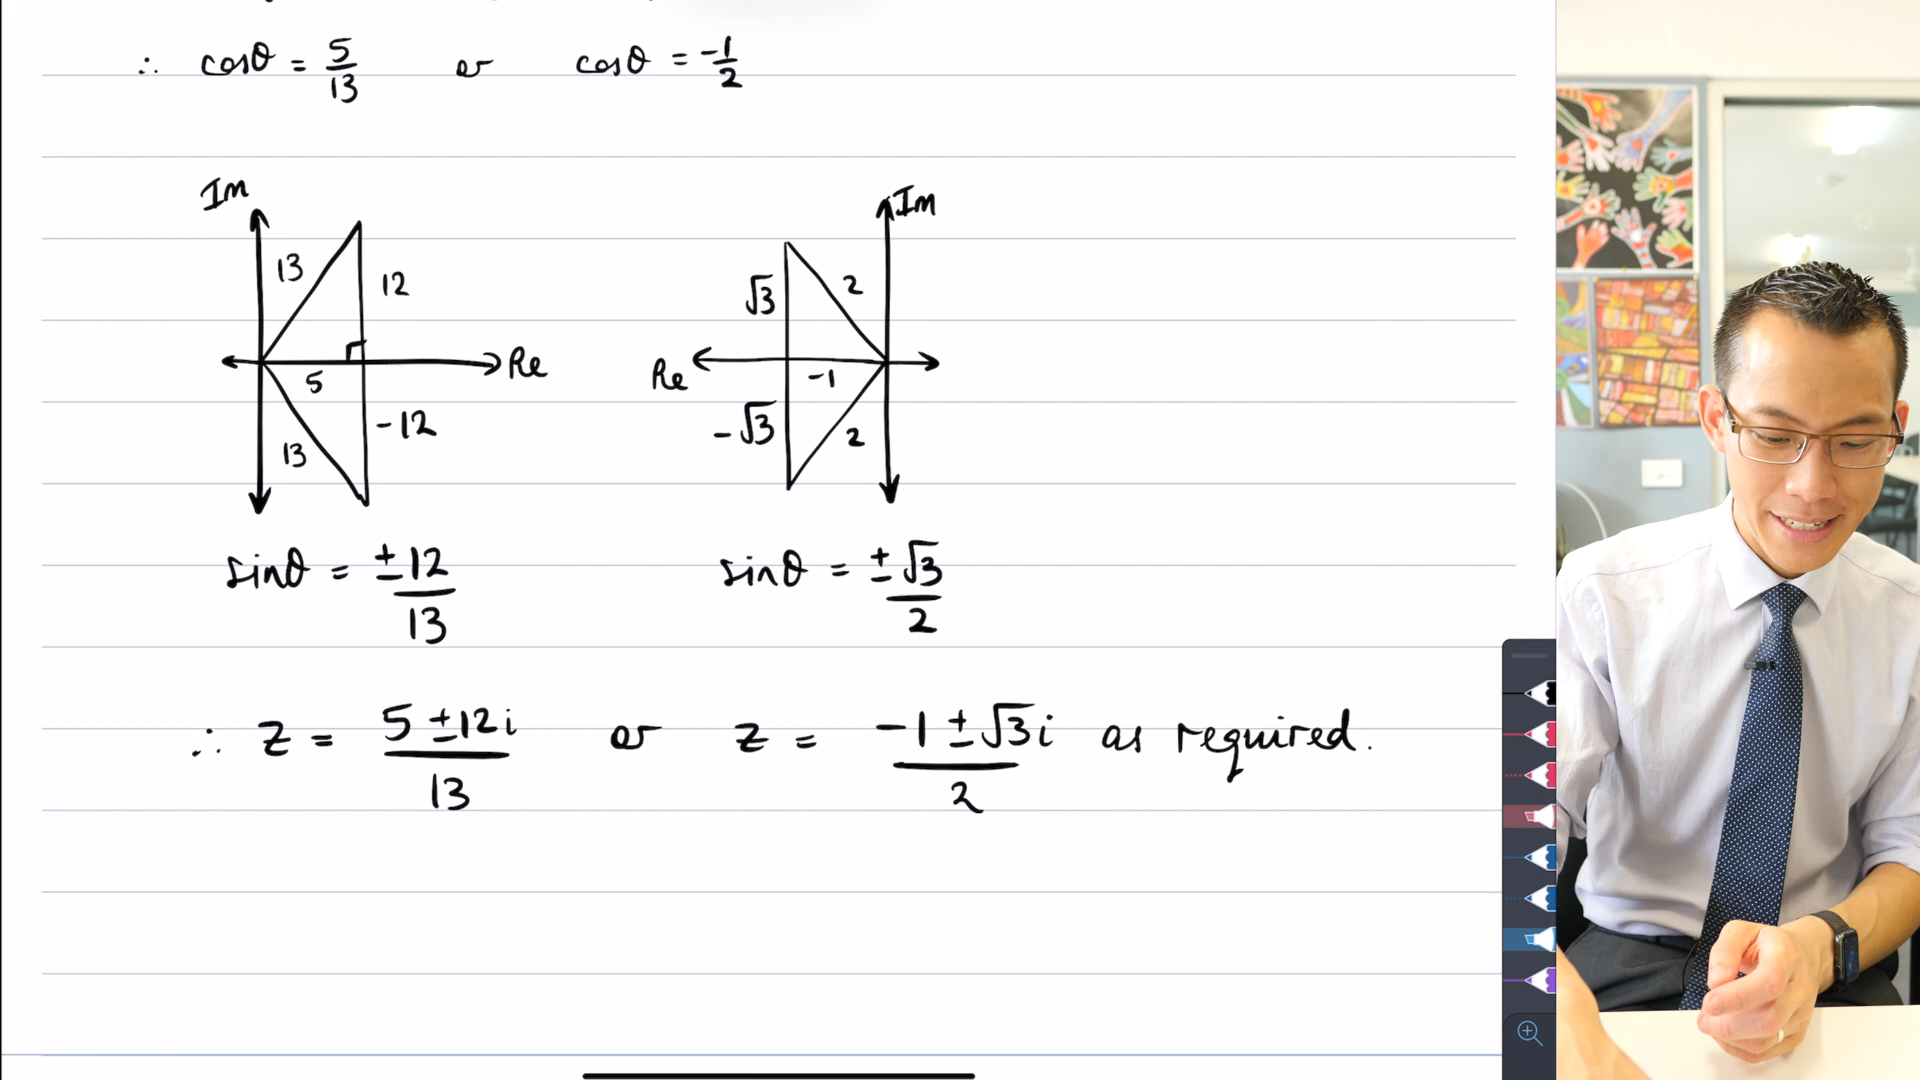 ∴ cosθ = 5/13 or cosθ = -1/2
Im
13
12
Re
5
-12
13
Im
√3
2
Re
-1
-√3
2
sinθ = ±12/13 sinθ = ±√3/2
∴ z = 5 ± 12i/13 or z = -1 ± √3i/2 as required.